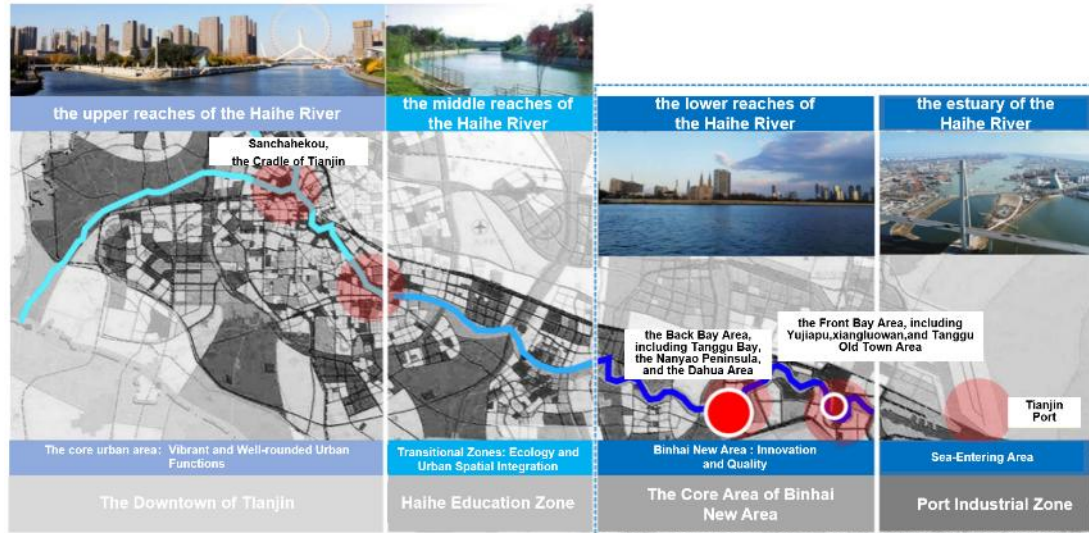 the upper reaches of the Haihe River
the middle reaches of
the Haihe River
the lower reaches of
the Haihe River
the estuary of the
Haihe River
Sanchahekou,
the Cradle of Tianjin
the Back Bay Area,
including Tanggu Bay,
the Nanyao Peninsula,
and the Dahua Area
the Front Bay Area, including
Yujiapu,xiangluowan,and Tanggu
Old Town Area
Tianjin
Port
The core urban area: Vibrant and Well-rounded Urban
Functions
Transitional Zones: Ecology and
Urban Spatial Integration
Binhai New Area : Innovation
and Quality
Sea-Entering Area
The Downtown of TIanjin
Haihe Education Zone
The Core Area of Binhai
New Area
Port Industrial Zone